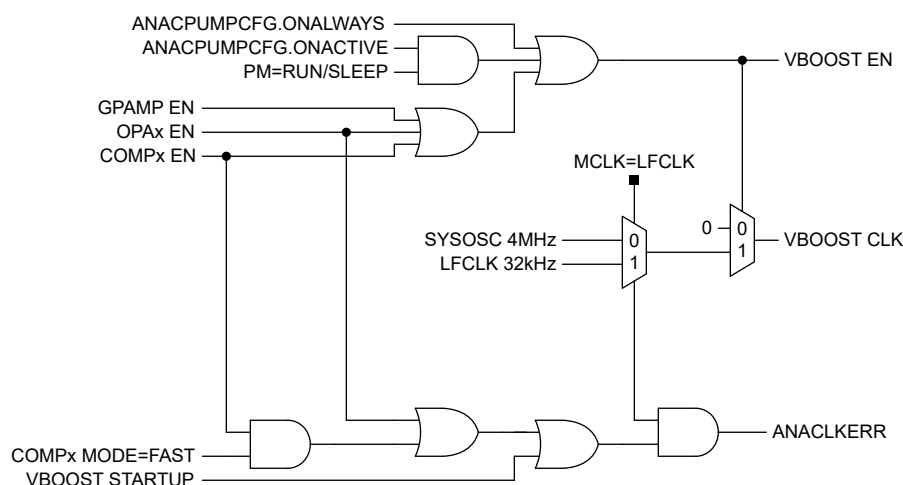 ANACPUMPCFG.ONALWAYS
ANACPUMPCFG.ONACTIVE
PM=RUN/SLEEP
VBOOST EN
GPAMP EN
OPAx EN
COMPx EN
MCLK=LFCLK
SYSOSC 4MHz
LFCLK 32kHz
0
1
0
0
1
VBOOST CLK
COMPx MODE=FAST
VBOOST STARTUP
ANACLKERR